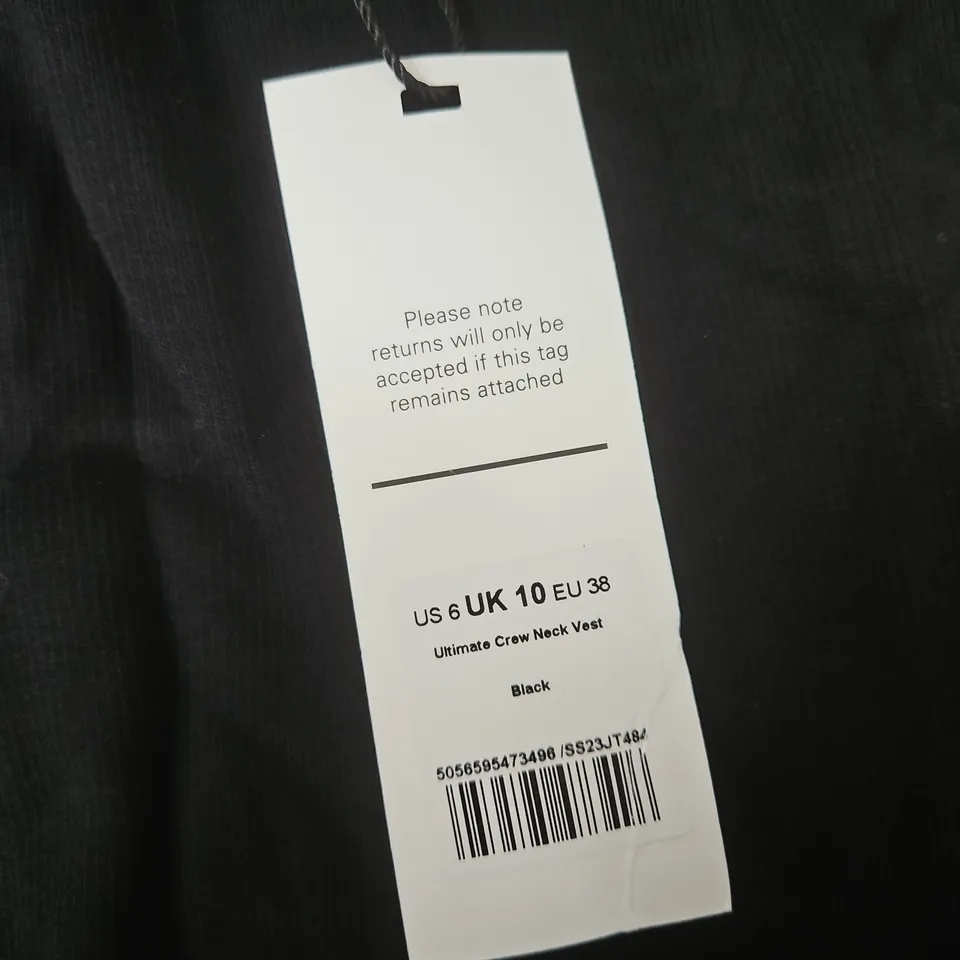 Please note
returns will only be
accepted if this tag
remains attached
US 6 UK 10 EU 38
Ultimate Crew Neck Vest
Black
5056595473496 /SS23JT484